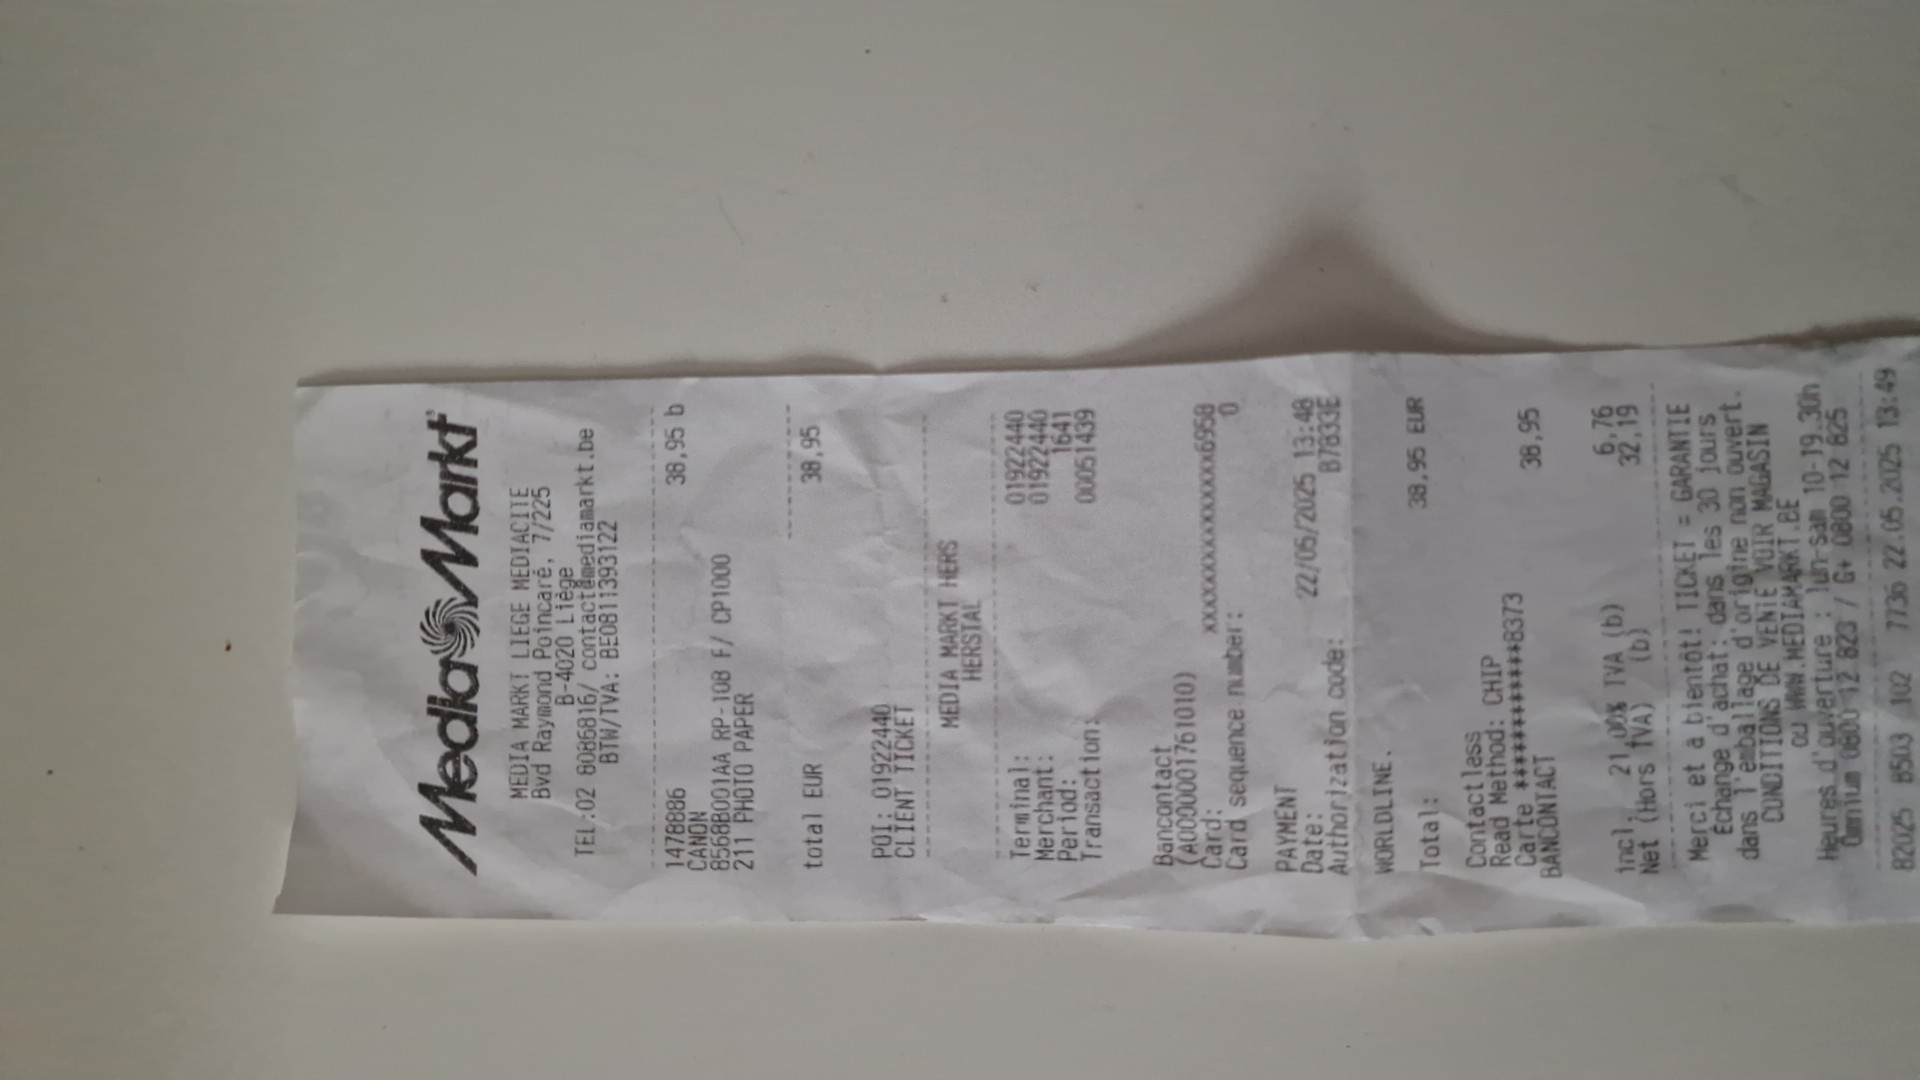 MediaMarkt
MEDIA MARKT LIEGE MEDIACITE
Bvd Raymond Poincaré, 7/225
B-4020 Liège
TEL:02 8086816/ contact@mediamarkt.be
BTW/TVA: BE0811393122
1478886 38,95 b
CANON
8568B001AA RP-108 F/ CP1000
211 PHOTO PAPER
total EUR 38,95
POI: 01922440
CLIENT TICKET
MEDIA MARKT HERS
HERSTAL
Terminal: 01922440
Merchant: 01922440
Period: 1641
Transaction: 00051439
Bancontact
(A0000001761010)
Card: xxxxxxxxxxxxxxx6958
Card sequence number: 0
PAYMENT
Date: 22/05/2025 13:48
Authorization code: B7833E
WORLDLINE.
Total: 38,95 EUR
Contactless
Read Method: CHIP
Carte *************8373
BANCONTACT 38,95
incl. 21,00% TVA (b) 6,76
Net (Hors TVA) (b) 32,19
Merci et à bientôt! TICKET = GARANTIE
Échange d'achat: dans les 30 jours
dans l'emballage d'origine non ouvert.
CONDITIONS DE VENTE VOIR MAGASIN
OU WWW.MEDIAMARKT.BE
Heures d'ouverture : lun-sam 10-19.30h
Omnium 0800 12 823 / G+ 0800 12 825
82025 8503 102 7736 22.05.2025 13:49